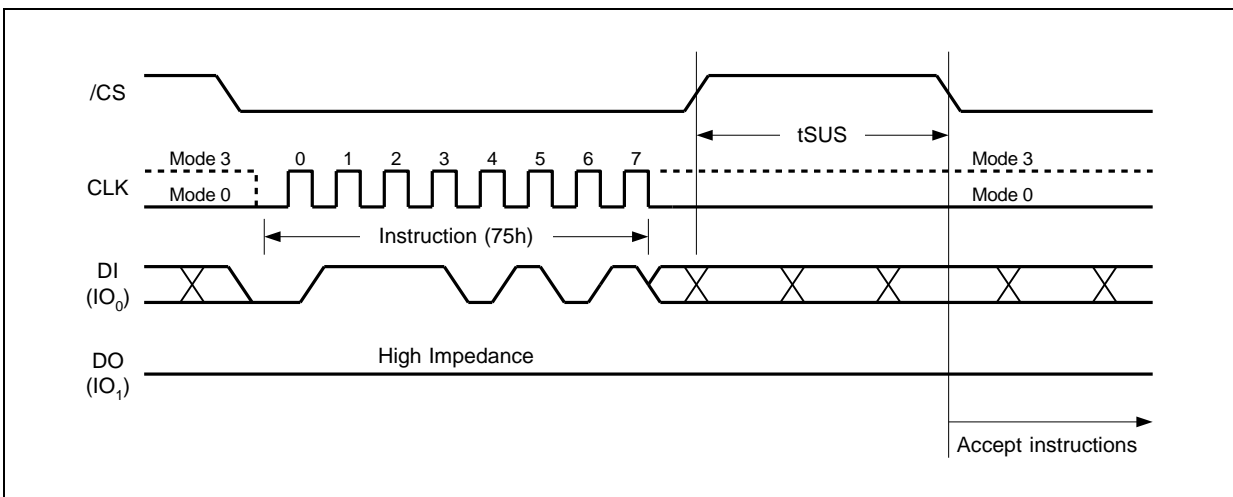 /CS
tSUS
Mode 3 0 1 2 3 4 5 6 7 Mode 3
CLK
Mode 0 Mode 0
Instruction (75h)
DI
(IO0)
High Impedance
DO
(IO1)
Accept instructions